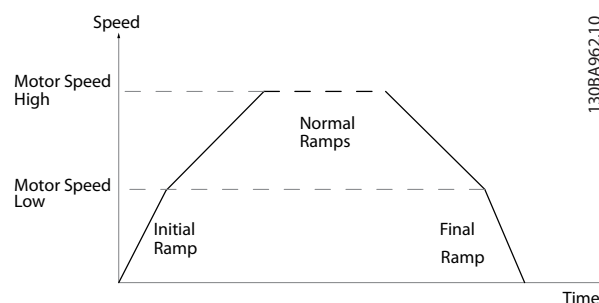 Speed
130BA962.10
Motor Speed
High
Normal
Ramps
Motor Speed
Low
Initial
Ramp
Final
Ramp
Time